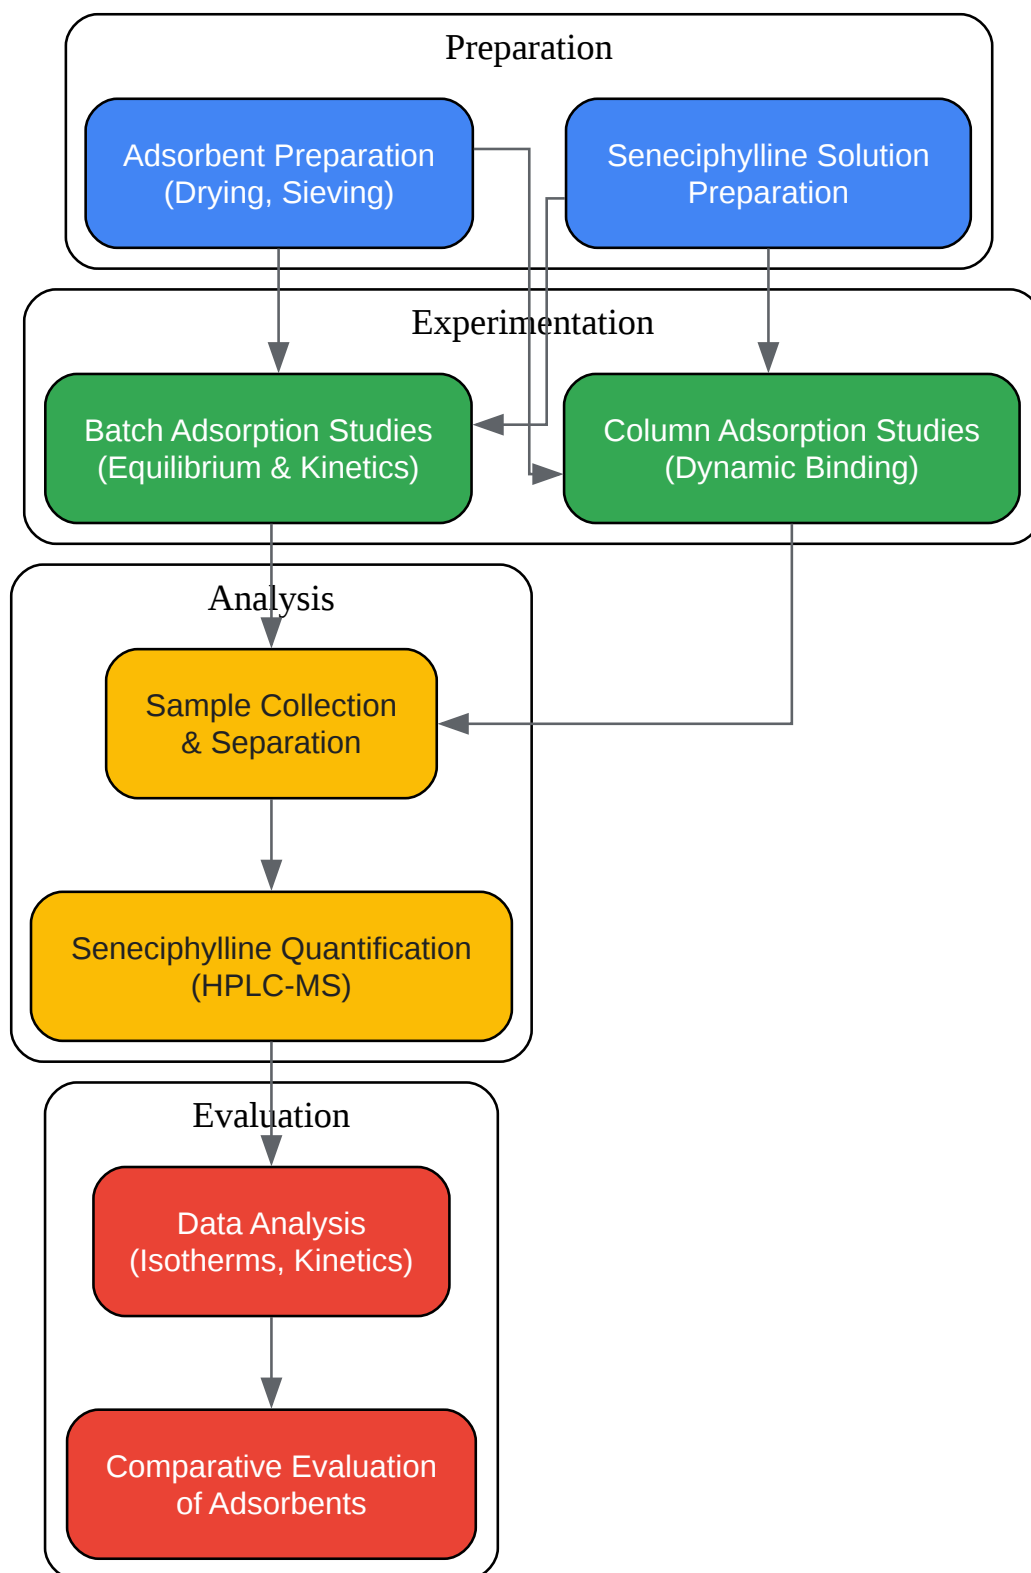 Preparation
Adsorbent Preparation
(Drying, Sieving)
Seneciphylline Solution
Preparation
Experimentation
Batch Adsorption Studies
(Equilibrium & Kinetics)
Column Adsorption Studies
(Dynamic Binding)
Analysis
Sample Collection
& Separation
Seneciphylline Quantification
(HPLC-MS)
Evaluation
Data Analysis
(Isotherms, Kinetics)
Comparative Evaluation
of Adsorbents